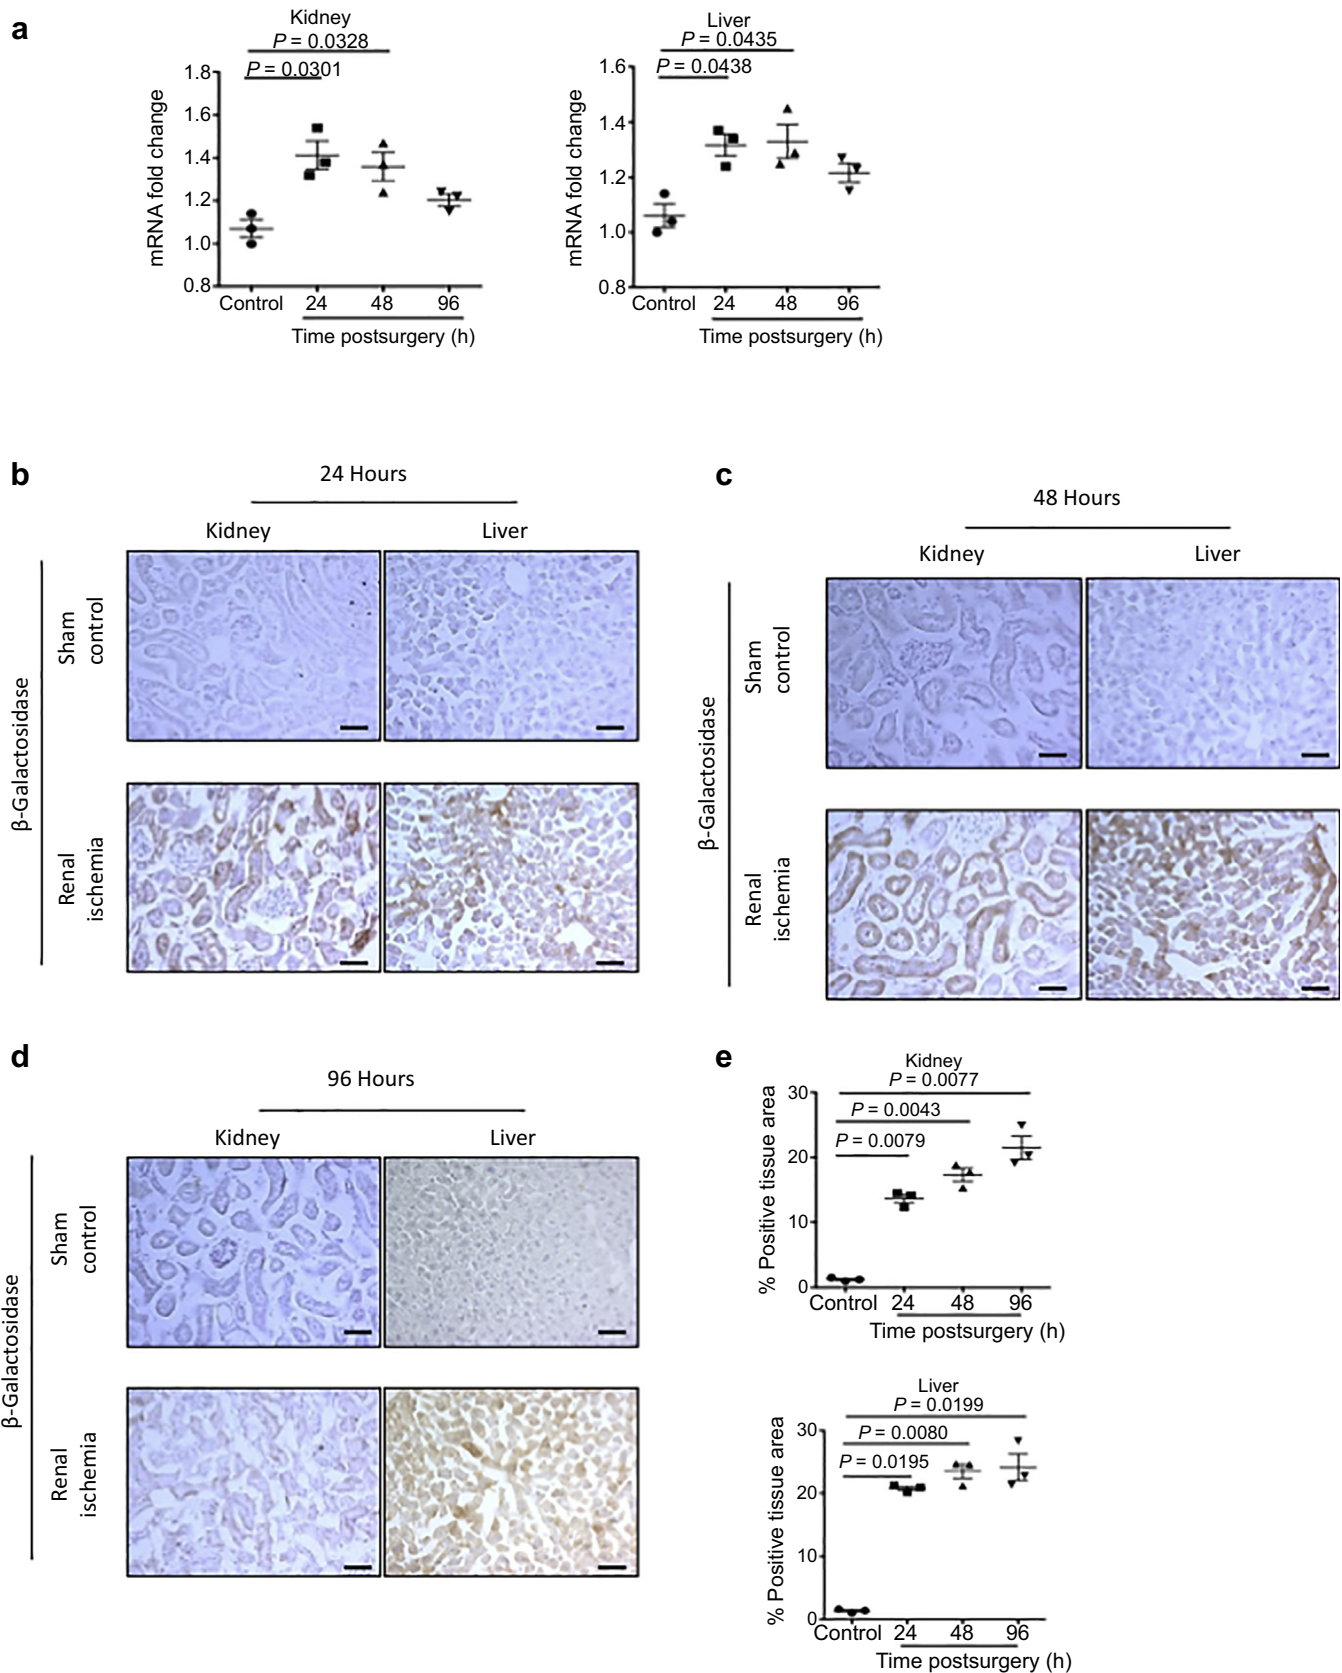 a
Kidney
P = 0.0328
P = 0.0301
mRNA fold change
1.8
1.6
1.4
1.2
1.0
0.8
Control 24 48 96
Time postsurgery (h)
Liver
P = 0.0435
P = 0.0438
mRNA fold change
1.6
1.4
1.2
1.0
0.8
Control 24 48 96
Time postsurgery (h)
b
24 Hours
Kidney Liver
β-Galactosidase
Sham
control
Renal
ischemia
c
48 Hours
Kidney Liver
β-Galactosidase
Sham
control
Renal
ischemia
d
96 Hours
Kidney Liver
β-Galactosidase
Sham
control
Renal
ischemia
e
Kidney
P = 0.0077
P = 0.0043
P = 0.0079
% Positive tissue area
30
20
10
0
Control 24 48 96
Time postsurgery (h)
Liver
P = 0.0199
P = 0.0080
P = 0.0195
% Positive tissue area
30
20
10
0
Control 24 48 96
Time postsurgery (h)